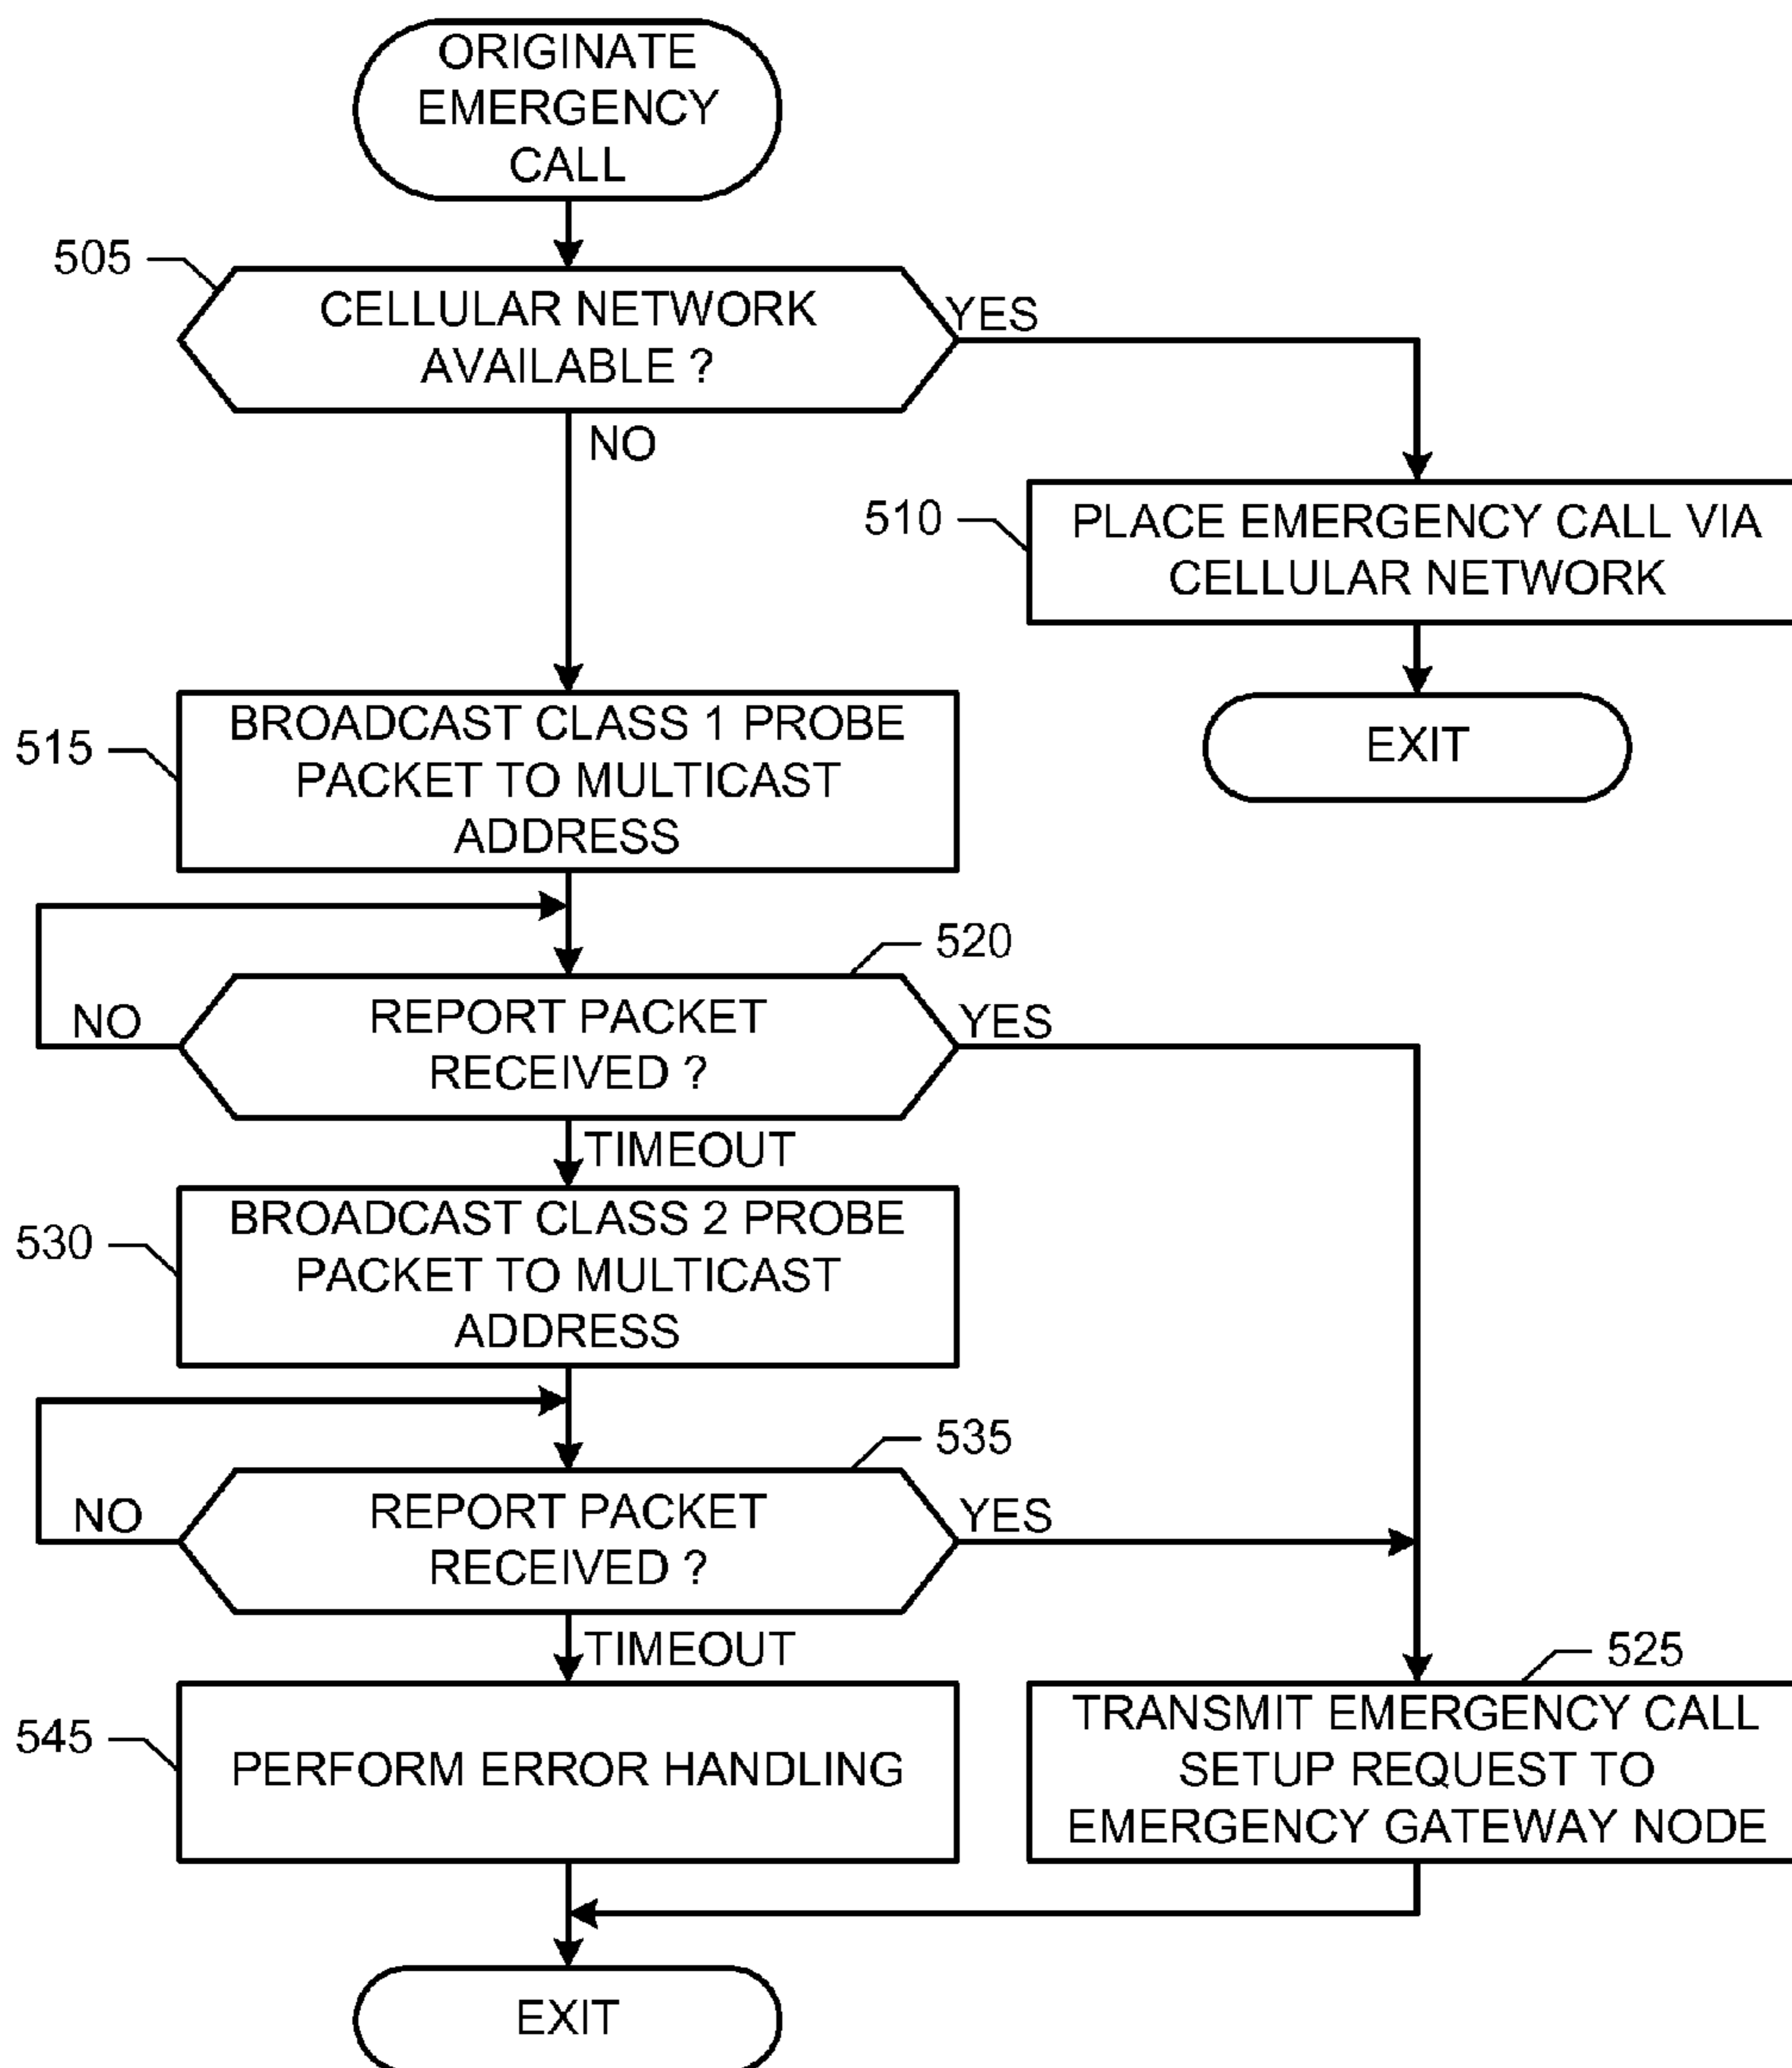 ORIGINATE
EMERGENCY
CALL
505
CELLULAR NETWORK
AVAILABLE ?
YES
NO
510
PLACE EMERGENCY CALL VIA
CELLULAR NETWORK
EXIT
515
BROADCAST CLASS 1 PROBE
PACKET TO MULTICAST
ADDRESS
520
NO
REPORT PACKET
RECEIVED ?
YES
TIMEOUT
530
BROADCAST CLASS 2 PROBE
PACKET TO MULTICAST
ADDRESS
535
NO
REPORT PACKET
RECEIVED ?
YES
TIMEOUT
545
PERFORM ERROR HANDLING
525
TRANSMIT EMERGENCY CALL
SETUP REQUEST TO
EMERGENCY GATEWAY NODE
EXIT